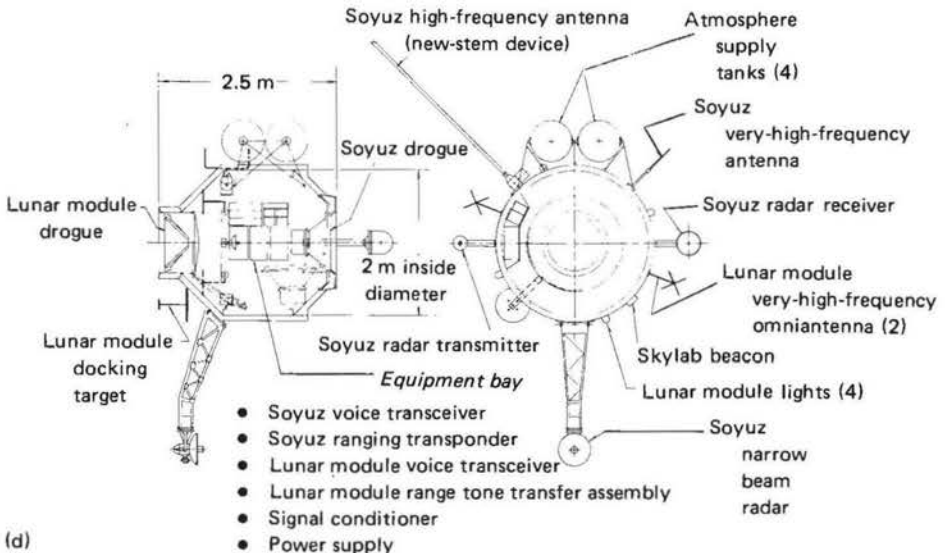 Soyuz high-frequency antenna
(new-stem device)
Atmosphere
supply
tanks (4)
2.5 m
Soyuz
very-high-frequency
antenna
Soyuz drogue
Lunar module
drogue
Soyuz radar receiver
2 m inside
diameter
Lunar module
very-high-frequency
omniantenna (2)
Lunar module
docking
target
Soyuz radar transmitter
Skylab beacon
Equipment bay
Lunar module lights (4)
• Soyuz voice transceiver
• Soyuz ranging transponder
• Lunar module voice transceiver
• Lunar module range tone transfer assembly
• Signal conditioner
• Power supply
Soyuz
narrow
beam
radar
(d)